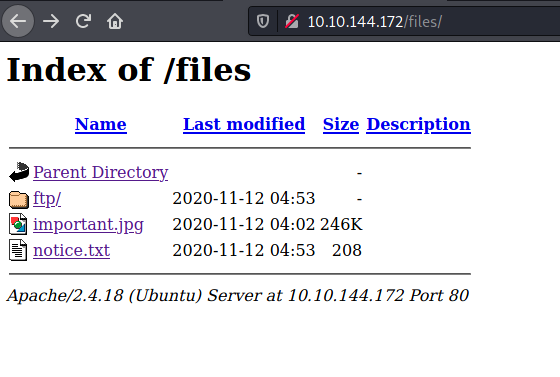 10.10.144.172/files/
Index of /files
Name Last modified Size Description
Parent Directory -
ftp/ 2020-11-12 04:53 -
important.jpg 2020-11-12 04:02 246K
notice.txt 2020-11-12 04:53 208
Apache/2.4.18 (Ubuntu) Server at 10.10.144.172 Port 80